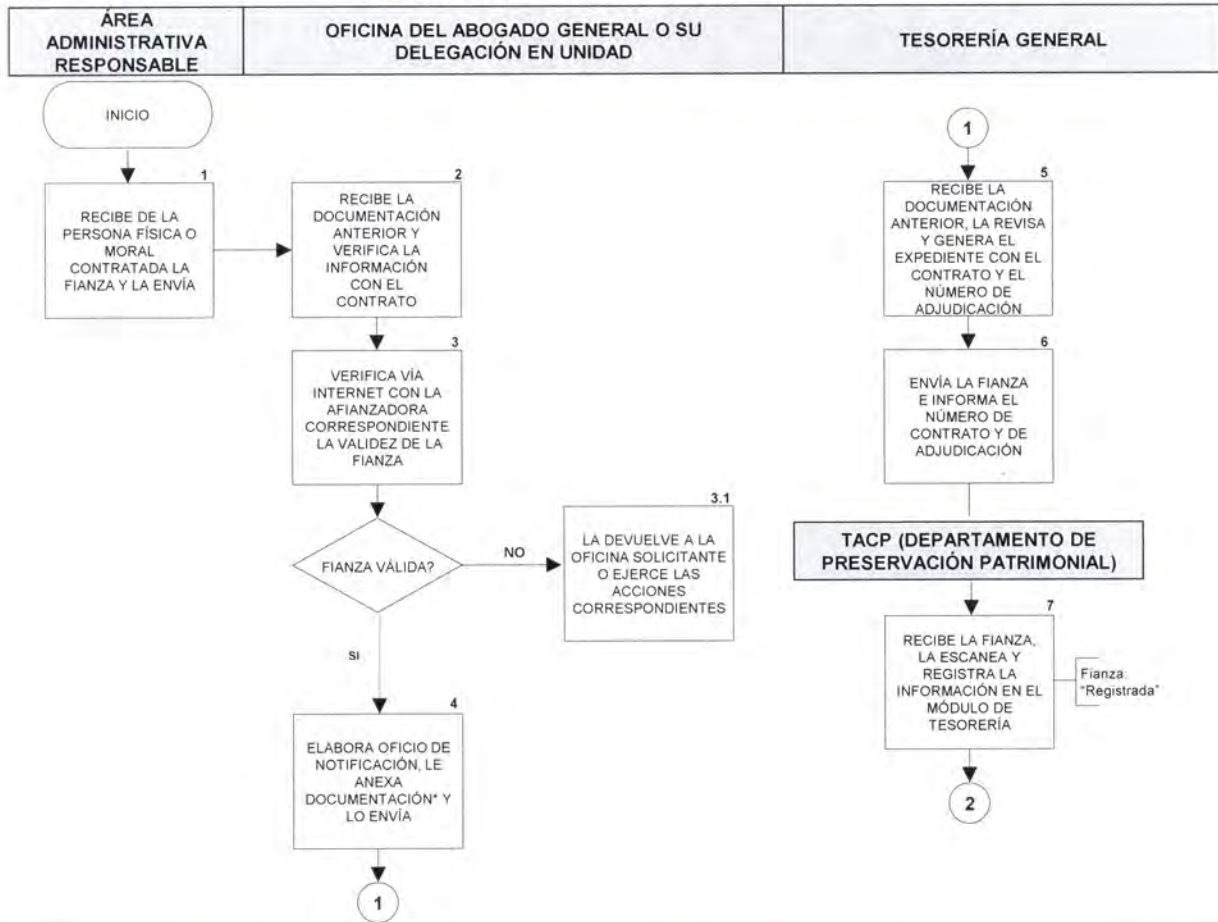 ÁREA
ADMINISTRATIVA
RESPONSABLE
OFICINA DEL ABOGADO GENERAL O SU
DELEGACIÓN EN UNIDAD
TESORERÍA GENERAL
INICIO
1
RECIBE DE LA
PERSONA FÍSICA O
MORAL
CONTRATADA LA
FIANZA Y LA ENVÍA
2
RECIBE LA
DOCUMENTACIÓN
ANTERIOR Y
VERIFICA LA
INFORMACIÓN
CON EL
CONTRATO
3
VERIFICA VÍA
INTERNET CON LA
AFIANZADORA
CORRESPONDIENTE
LA VALIDEZ DE LA
FIANZA
FIANZA VÁLIDA?
NO
3.1
LA DEVUELVE A LA
OFICINA SOLICITANTE
O EJERCE LAS
ACCIONES
CORRESPONDIENTES
SI
4
ELABORA OFICIO DE
NOTIFICACIÓN, LE
ANEXA
DOCUMENTACIÓN* Y
LO ENVÍA
1
1
5
RECIBE LA
DOCUMENTACIÓN
ANTERIOR, LA REVISA
Y GENERA EL
EXPEDIENTE CON EL
CONTRATO Y EL
NÚMERO DE
ADJUDICACIÓN
6
ENVÍA LA FIANZA
E INFORMA EL
NÚMERO DE
CONTRATO Y DE
ADJUDICACIÓN
TACP (DEPARTAMENTO DE
PRESERVACIÓN PATRIMONIAL)
7
RECIBE LA FIANZA,
LA ESCANEA Y
REGISTRA LA
INFORMACIÓN EN EL
MÓDULO DE
TESORERÍA
Fianza
"Registrada"
2